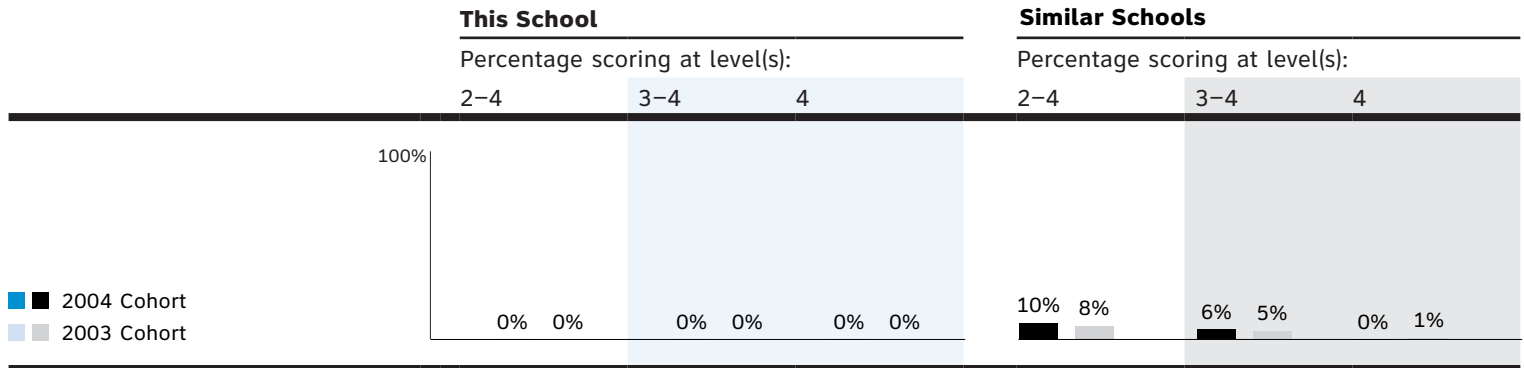 This School Similar Schools
Percentage scoring at level(s): Percentage scoring at level(s):
2–4 3–4 4 2–4 3–4 4
100%
10% 8% 6% 5% 0% 1%
0% 0% 0% 0% 0% 0%
2004 Cohort
2003 Cohort